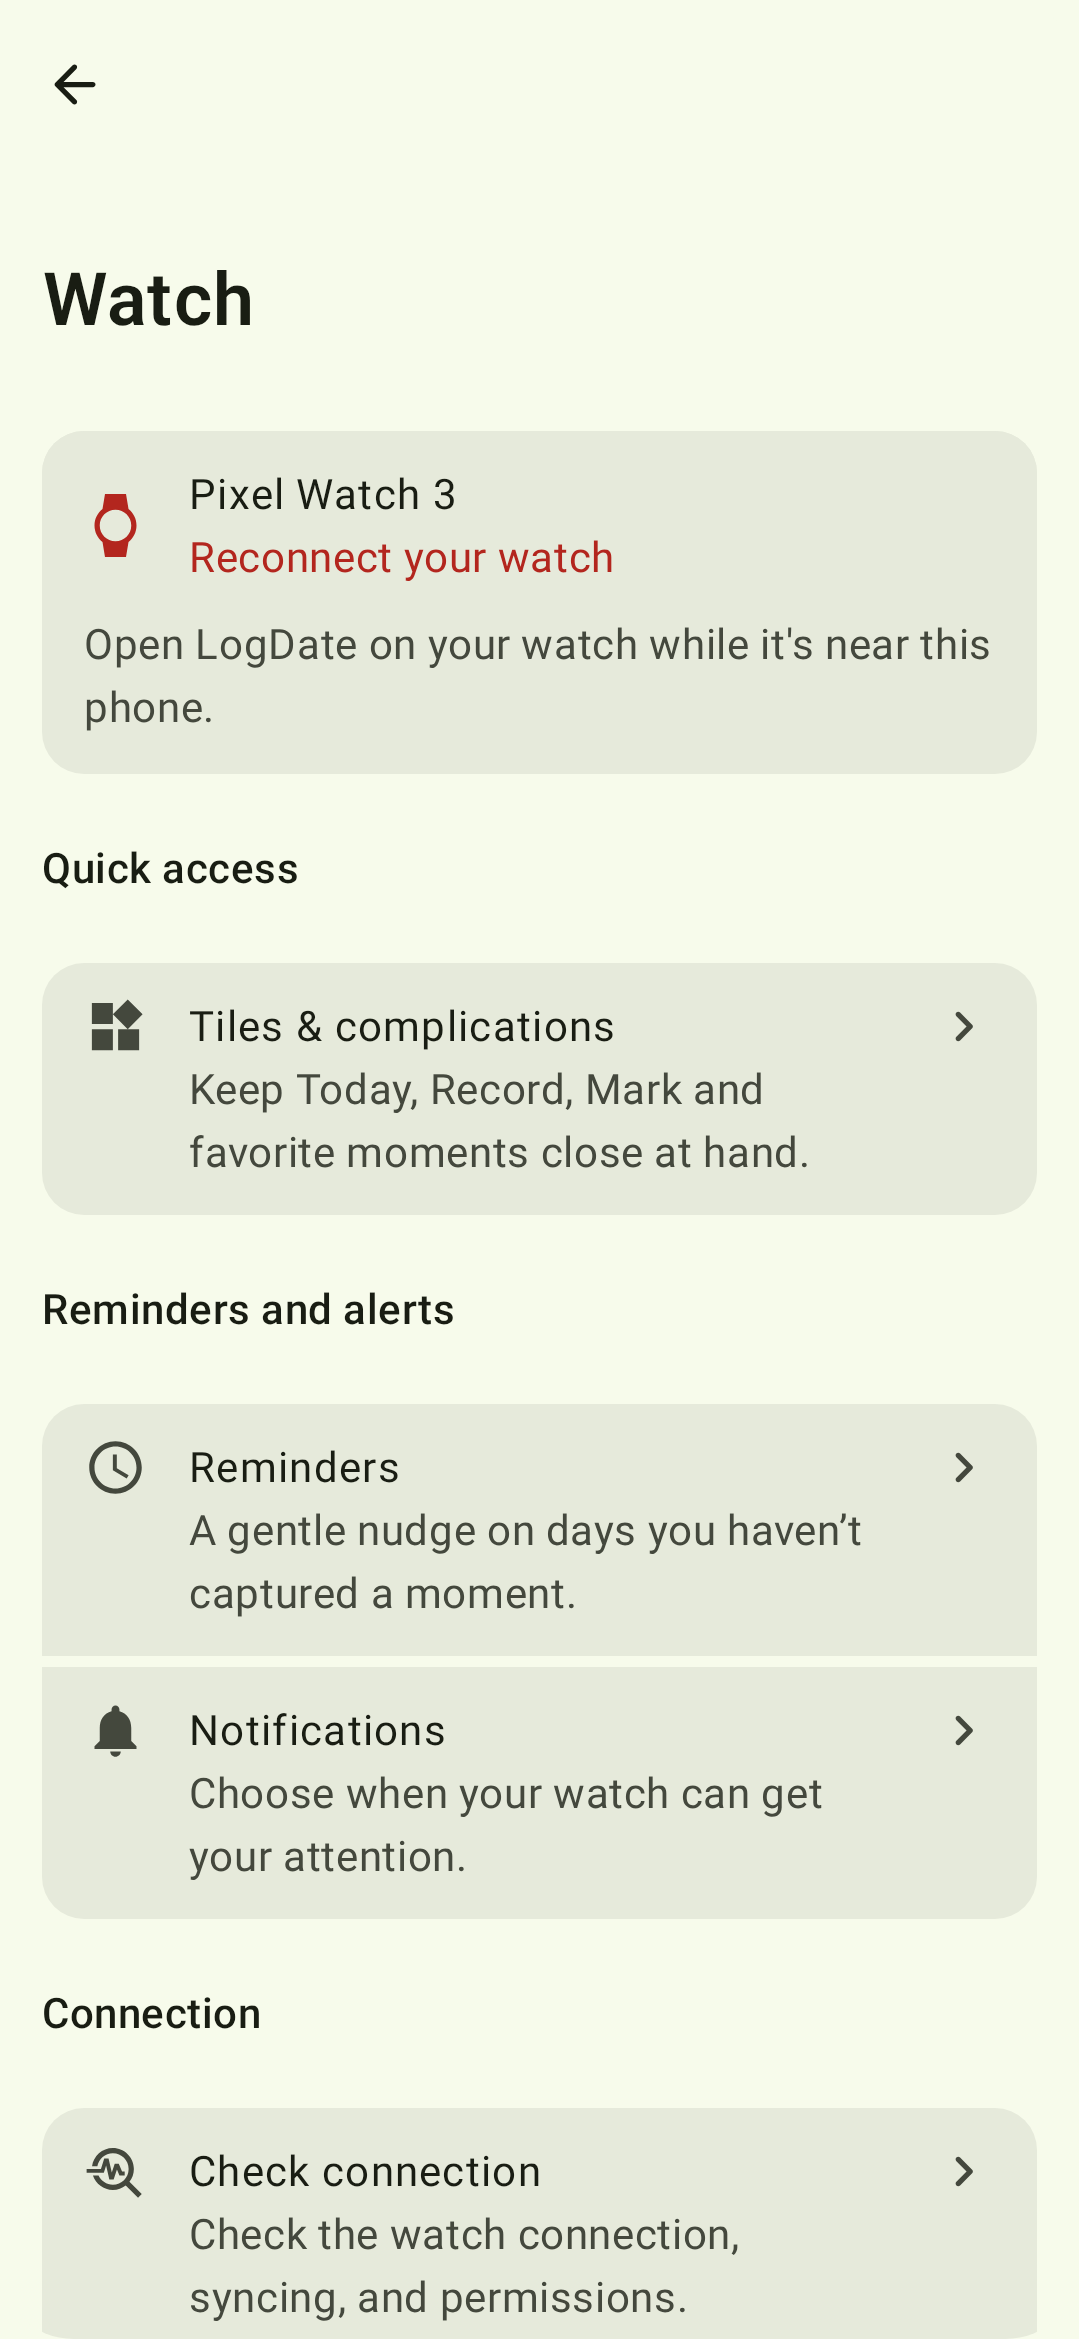 Watch
Pixel Watch 3
Reconnect your watch
Open LogDate on your watch while it's near this
phone.
Quick access
Tiles & complications
Keep Today, Record, Mark and
favorite moments close at hand.
Reminders and alerts
Reminders
A gentle nudge on days you haven’t
captured a moment.
Notifications
Choose when your watch can get
your attention.
Connection
Check connection
Check the watch connection,
syncing, and permissions.